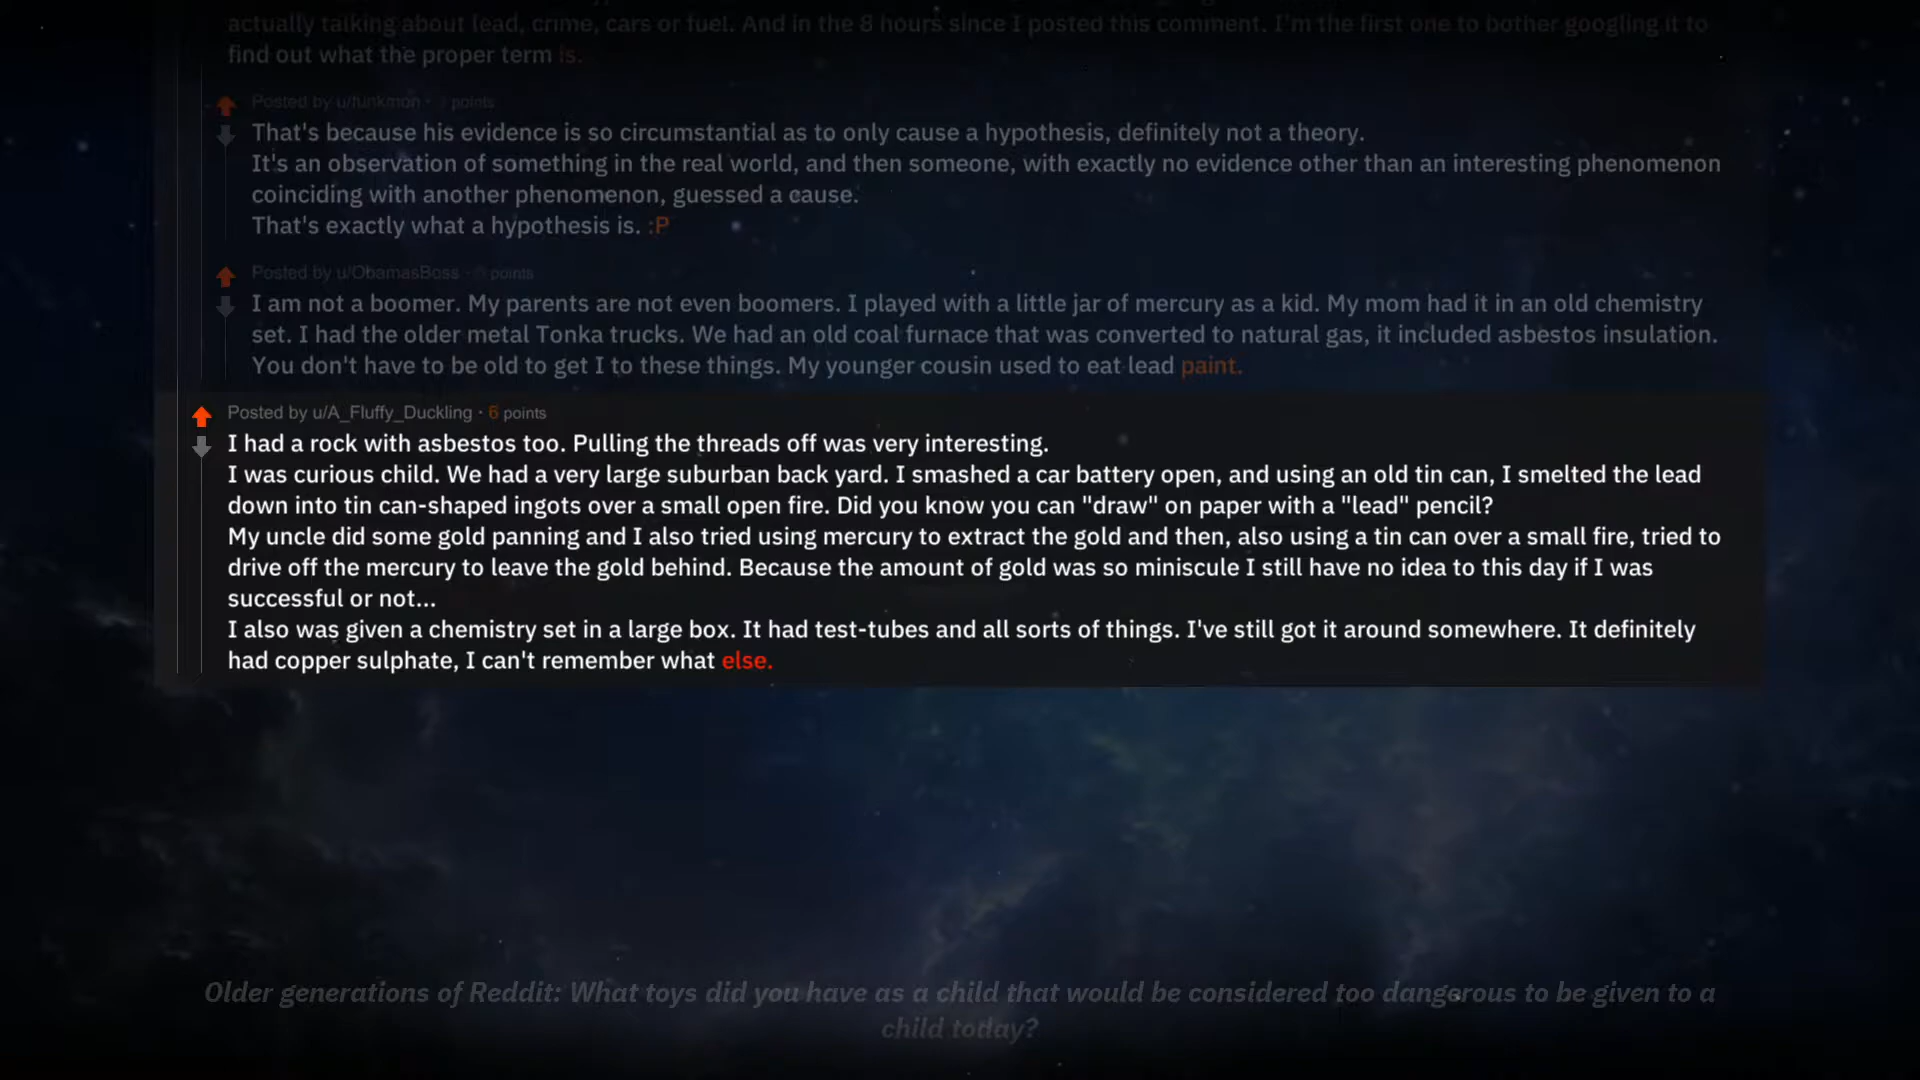 actually talking about lead, crime, cars or fuel. And in the 8 hours since I posted this comment. I'm the first one to bother googling it to
find out what the proper term is.
Posted by u/funkmon · points
That's because his evidence is so circumstantial as to only cause a hypothesis, definitely not a theory.
It's an observation of something in the real world, and then someone, with exactly no evidence other than an interesting phenomenon
coinciding with another phenomenon, guessed a cause.
That's exactly what a hypothesis is. :P
Posted by u/ObamasBoss · points
I am not a boomer. My parents are not even boomers. I played with a little jar of mercury as a kid. My mom had it in an old chemistry
set. I had the older metal Tonka trucks. We had an old coal furnace that was converted to natural gas, it included asbestos insulation.
You don't have to be old to get I to these things. My younger cousin used to eat lead paint.
Posted by u/A_Fluffy_Duckling · 6 points
I had a rock with asbestos too. Pulling the threads off was very interesting.
I was curious child. We had a very large suburban back yard. I smashed a car battery open, and using an old tin can, I smelted the lead
down into tin can-shaped ingots over a small open fire. Did you know you can "draw" on paper with a "lead" pencil?
My uncle did some gold panning and I also tried using mercury to extract the gold and then, also using a tin can over a small fire, tried to
drive off the mercury to leave the gold behind. Because the amount of gold was so miniscule I still have no idea to this day if I was
successful or not...
I also was given a chemistry set in a large box. It had test-tubes and all sorts of things. I've still got it around somewhere. It definitely
had copper sulphate, I can't remember what else.
Older generations of Reddit: What toys did you have as a child that would be considered too dangerous to be given to a
child today?